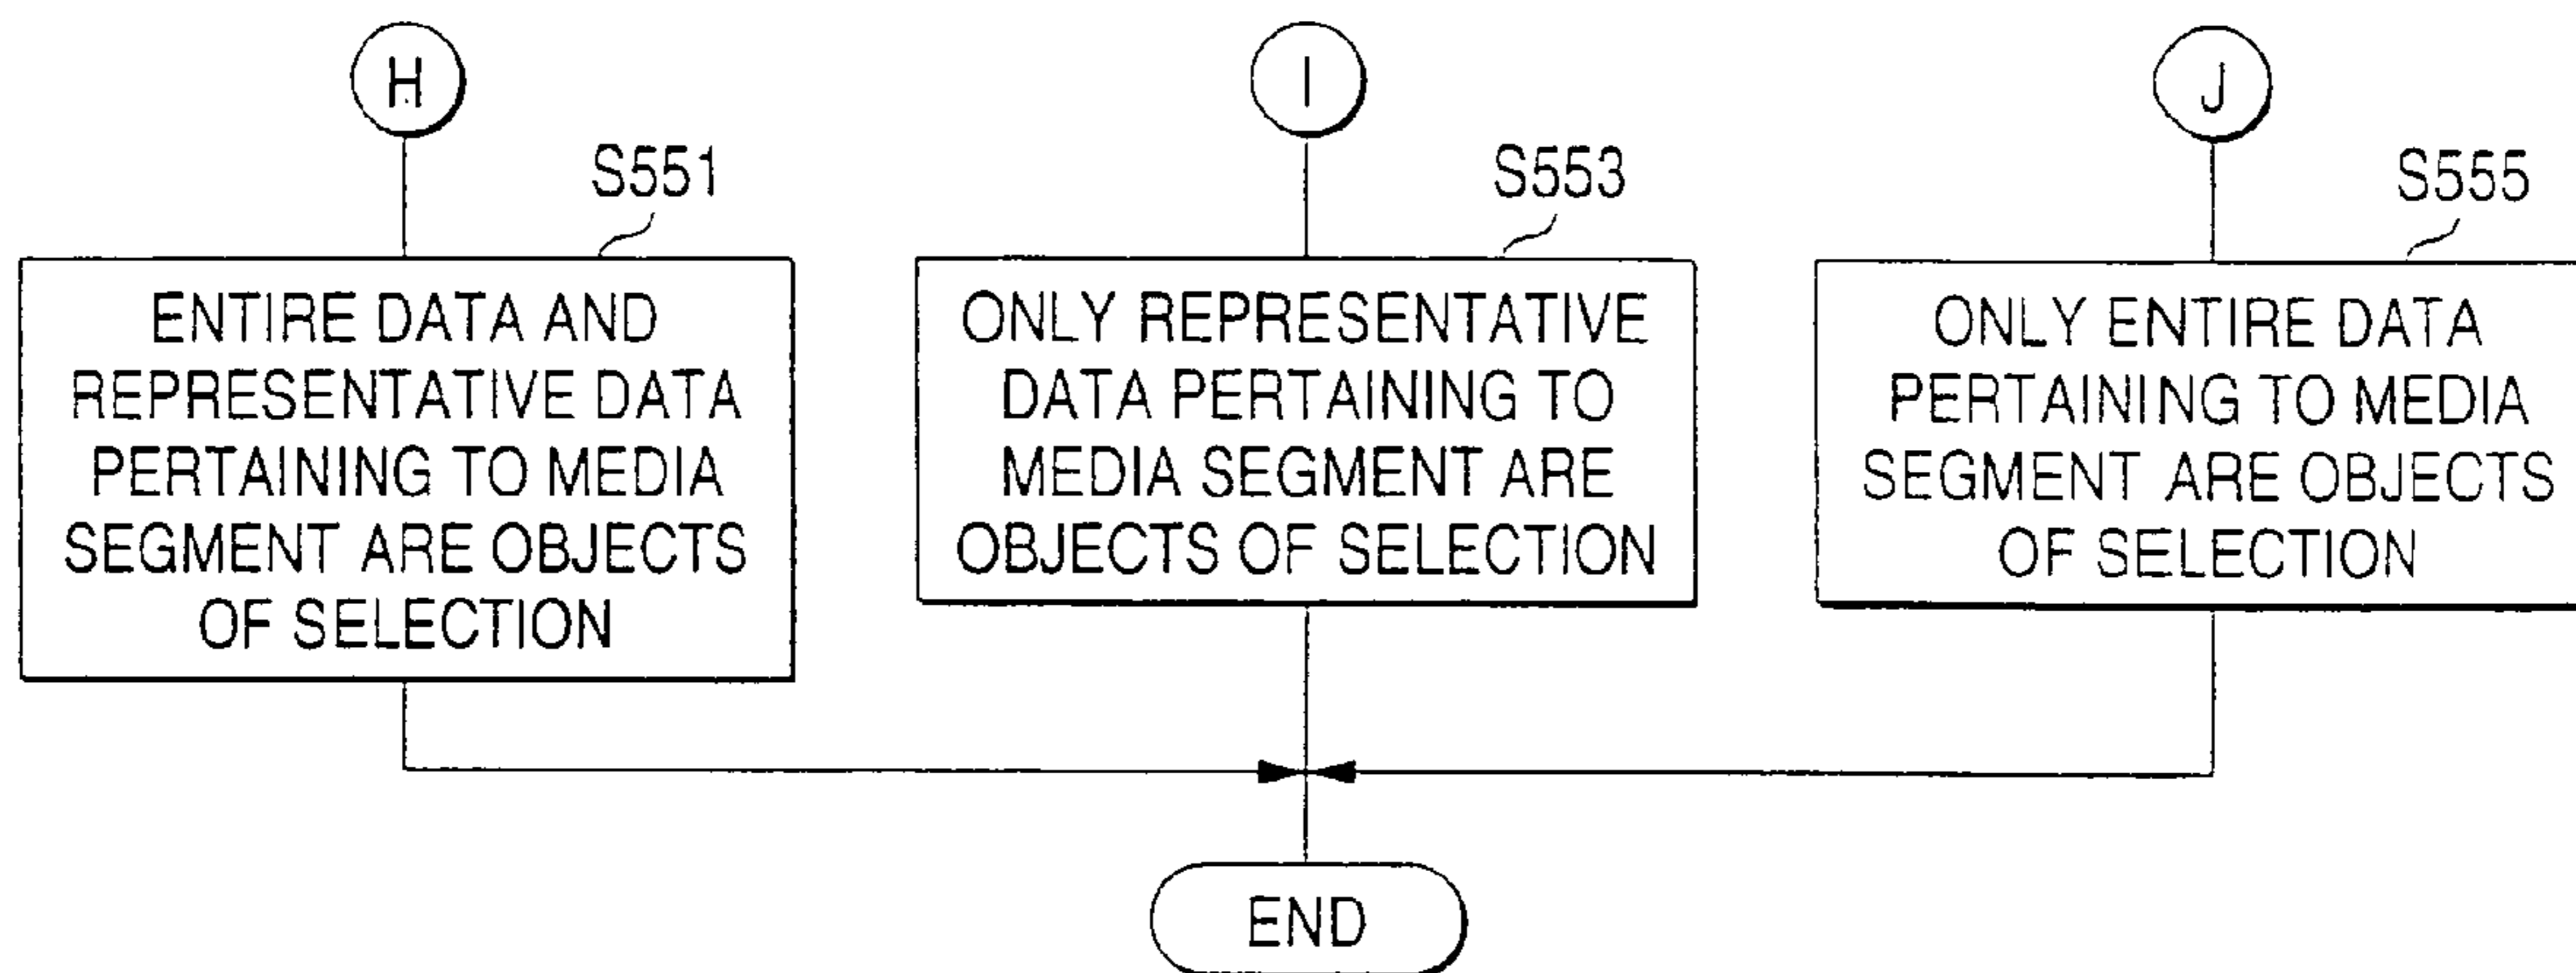 H
I
J
S551
S553
S555
ENTIRE DATA AND
REPRESENTATIVE DATA
PERTAINING TO MEDIA
SEGMENT ARE OBJECTS
OF SELECTION
ONLY REPRESENTATIVE
DATA PERTAINING TO
MEDIA SEGMENT ARE
OBJECTS OF SELECTION
ONLY ENTIRE DATA
PERTAINING TO MEDIA
SEGMENT ARE OBJECTS
OF SELECTION
END